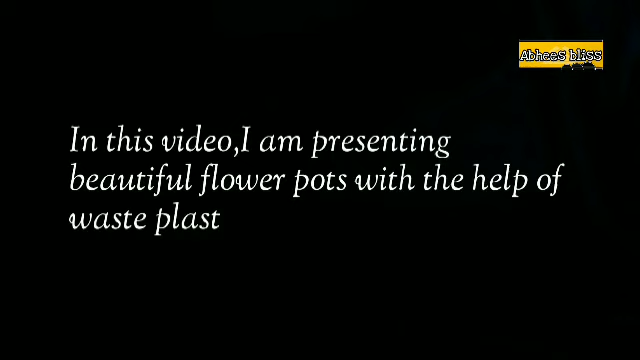 Abhees bliss
In this video,I am presenting
beautiful flower pots with the help of
waste plast